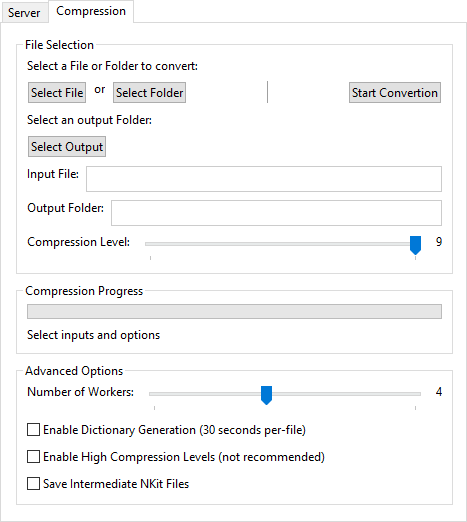 Server Compression
File Selection
Select a File or Folder to convert:
Select File or Select Folder Start Convertion
Select an output Folder:
Select Output
Input File:
Output Folder:
Compression Level: 9
Compression Progress
Select inputs and options
Advanced Options
Number of Workers: 4
Enable Dictionary Generation (30 seconds per-file)
Enable High Compression Levels (not recommended)
Save Intermediate NKit Files